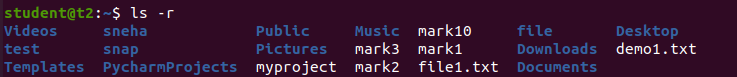 student@t2:~$ ls -r
Videos sneha Public Music mark10 file Desktop
test snap Pictures mark3 mark1 Downloads demo1.txt
Templates PycharmProjects myproject mark2 file1.txt Documents